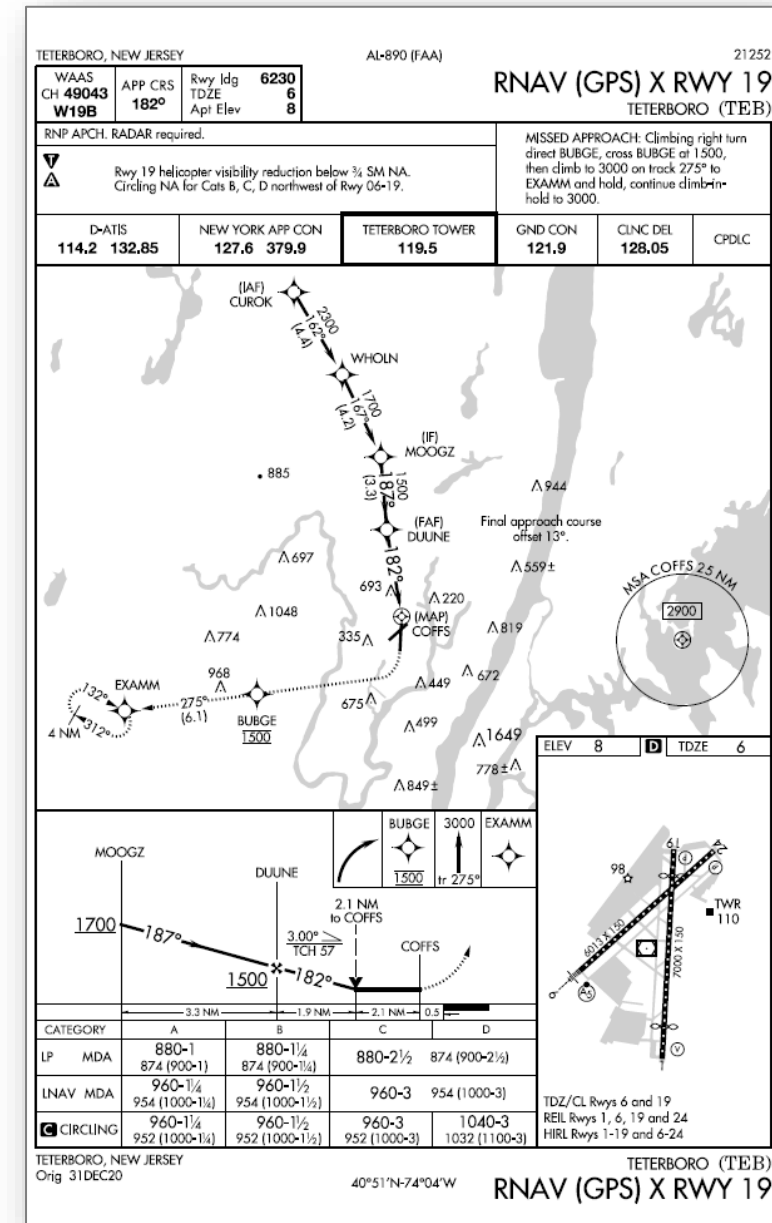 TETERBORO, NEW JERSEY
AL-890 (FAA)
21252
WAAS
CH 49043
W19B
APP CRS
182°
Rwy ldg 6230
TDZE 6
Apt Elev 8
RNAV (GPS) X RWY 19
TETERBORO (TEB)
RNP APCH. RADAR required.
T
A
Rwy 19 helicopter visibility reduction below ¾ SM NA.
Circling NA for Cats B, C, D northwest of Rwy 06-19.
MISSED APPROACH: Climbing right turn
direct BUBGE, cross BUBGE at 1500,
then climb to 3000 on track 275° to
EXAMM and hold, continue climb-in-
hold to 3000.
D-ATIS
114.2 132.85
NEW YORK APP CON
127.6 379.9
TETERBORO TOWER
119.5
GND CON
121.9
CLNC DEL
128.05
CPDLC
(IAF)
CUROK
2300
162°
(4.4)
WHOLN
1700
167°
(4.2)
(IF)
MOOGZ
1500
187°
(3.3)
885
944
(FAF)
DUUNE
Final approach course
offset 13°.
182°
697
559±
MSA COFFS 25 NM
2900
693
220
(MAP)
COFFS
1048
774
335
819
968
EXAMM
132°
312°
4 NM
275°
(6.1)
BUBGE
1500
675
449
672
499
1649
778±
849±
ELEV 8
D
TDZE 6
MOOGZ
DUUNE
BUBGE
1500
3000
tr 275°
EXAMM
2.1 NM
to COFFS
1700
187°
3.00°
TCH 57
COFFS
1500
182°
3.3 NM
1.9 NM
2.1 NM
0.5
19
24
P
P
98
TWR
110
6013 X 150
7000 X 150
A5
V
CATEGORY A B C D
LP MDA 880-1 880-1¼ 880-2½ 874 (900-2½)
874 (900-1) 874 (900-1¼)
LNAV MDA 960-1¼ 960-1½ 960-3 954 (1000-3)
954 (1000-1¼) 954 (1000-1½)
C CIRCLING 960-1¼ 960-1½ 960-3 1040-3
952 (1000-1¼) 952 (1000-1½) 952 (1000-3) 1032 (1100-3)
TDZ/CL Rwys 6 and 19
REIL Rwys 1, 6, 19 and 24
HIRL Rwys 1-19 and 6-24
TETERBORO, NEW JERSEY
Orig 31DEC20
40°51'N-74°04'W
TETERBORO (TEB)
RNAV (GPS) X RWY 19